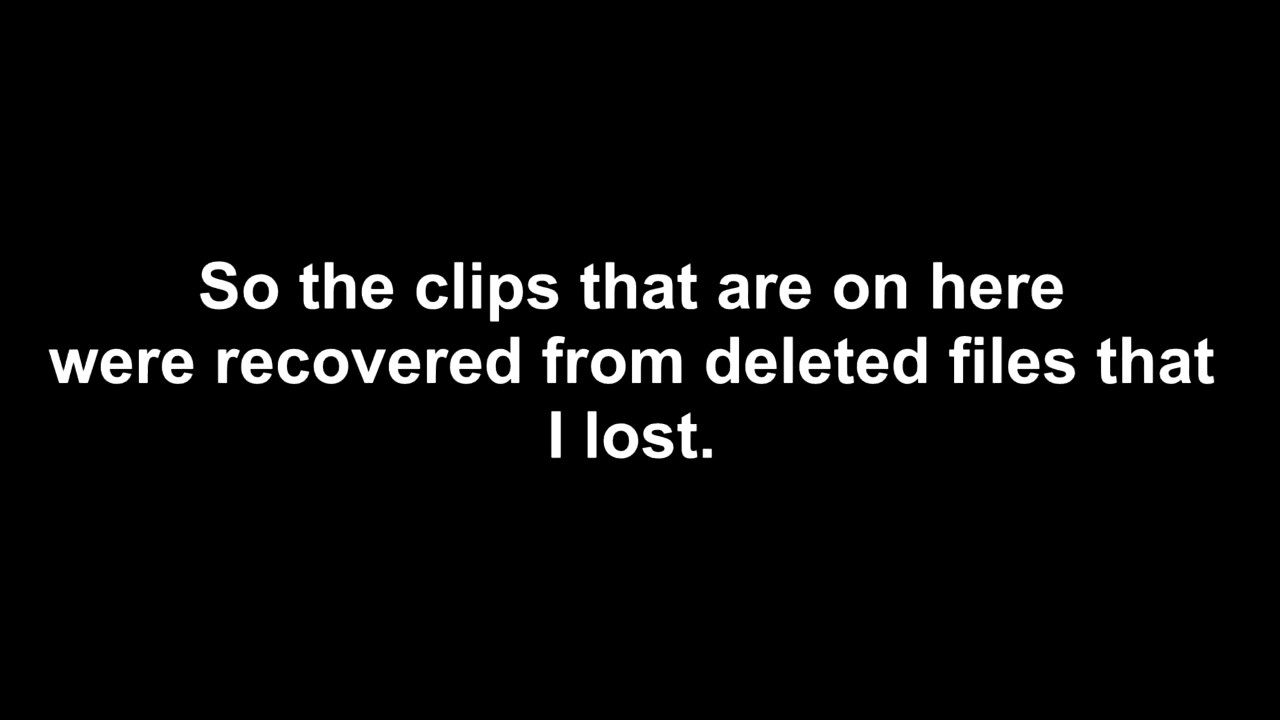 So the clips that are on here
were recovered from deleted files that
I lost.